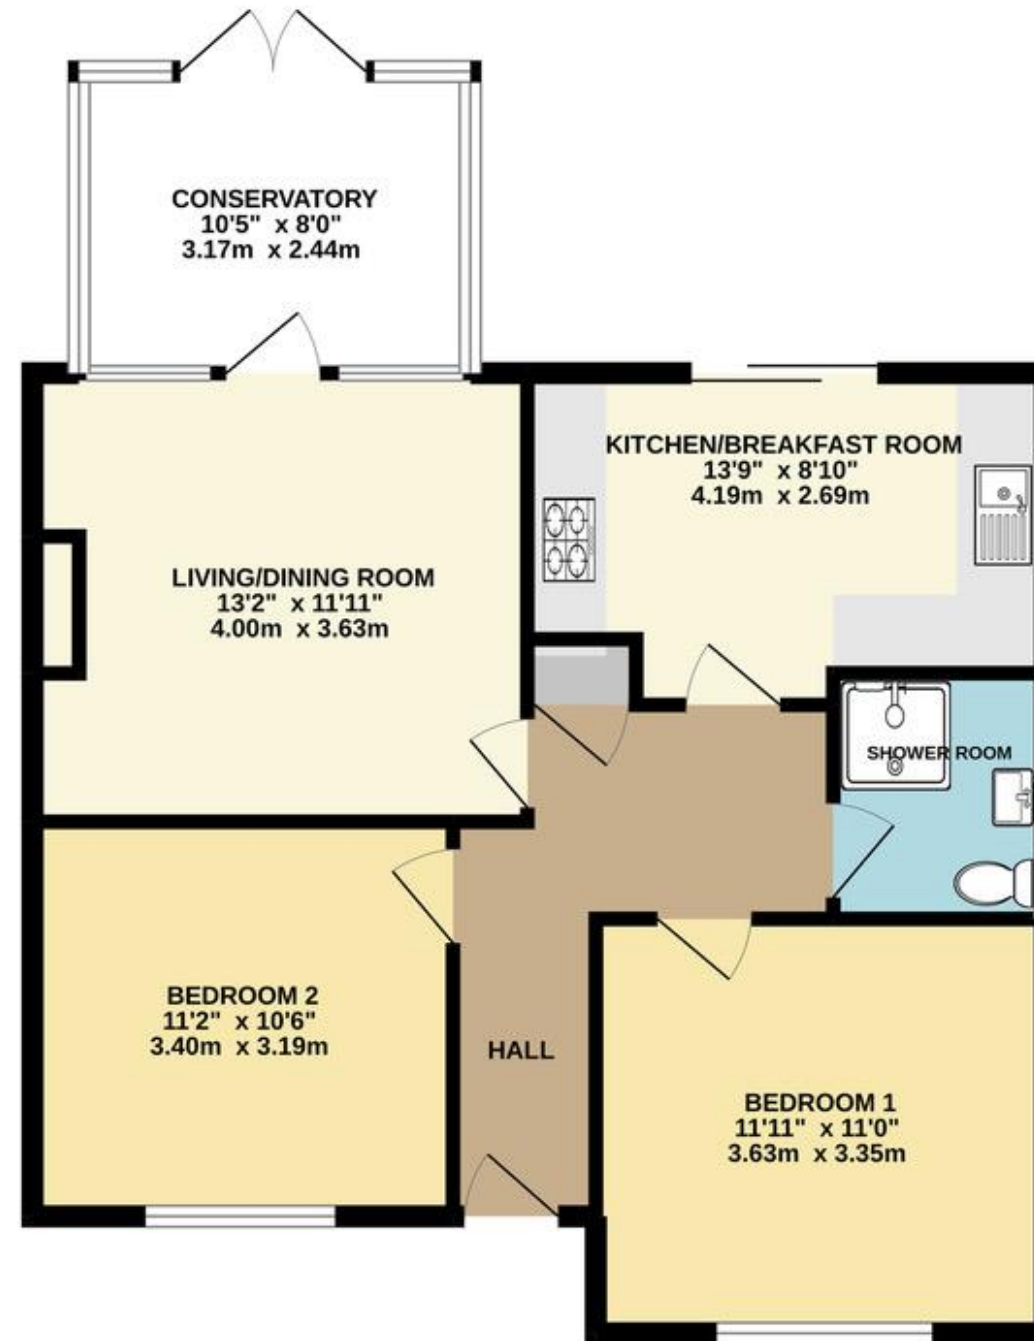 CONSERVATORY
10'5" x 8'0"
3.17m x 2.44m
KITCHEN/BREAKFAST ROOM
13'9" x 8'10"
4.19m x 2.69m
LIVING/DINING ROOM
13'2" x 11'11"
4.00m x 3.63m
SHOWER ROOM
BEDROOM 2
11'2" x 10'6"
3.40m x 3.19m
HALL
BEDROOM 1
11'11" x 11'0"
3.63m x 3.35m